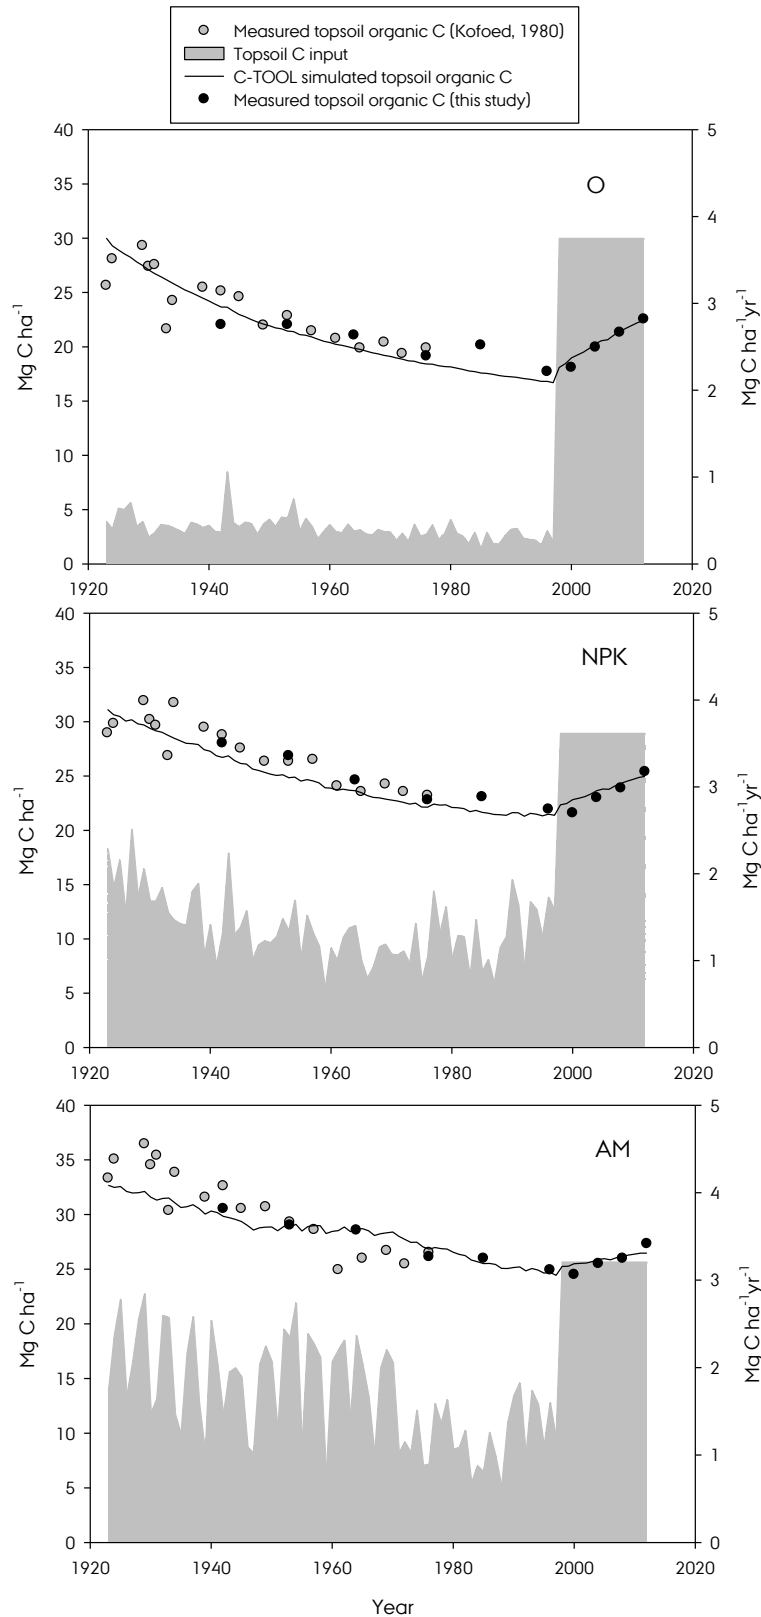 Measured topsoil organic C (Kofoed, 1980)
Topsoil C input
C-TOOL simulated topsoil organic C
Measured topsoil organic C (this study)
40
35
30
25
20
15
10
5
0
Mg C ha⁻¹
O
5
4
3
2
1
0
Mg C ha⁻¹yr⁻¹
1920 1940 1960 1980 2000 2020
40
35
30
25
20
15
10
5
0
Mg C ha⁻¹
NPK
5
4
3
2
1
0
Mg C ha⁻¹yr⁻¹
1920 1940 1960 1980 2000 2020
40
35
30
25
20
15
10
5
0
Mg C ha⁻¹
AM
5
4
3
2
1
0
Mg C ha⁻¹yr⁻¹
1920 1940 1960 1980 2000 2020
Year